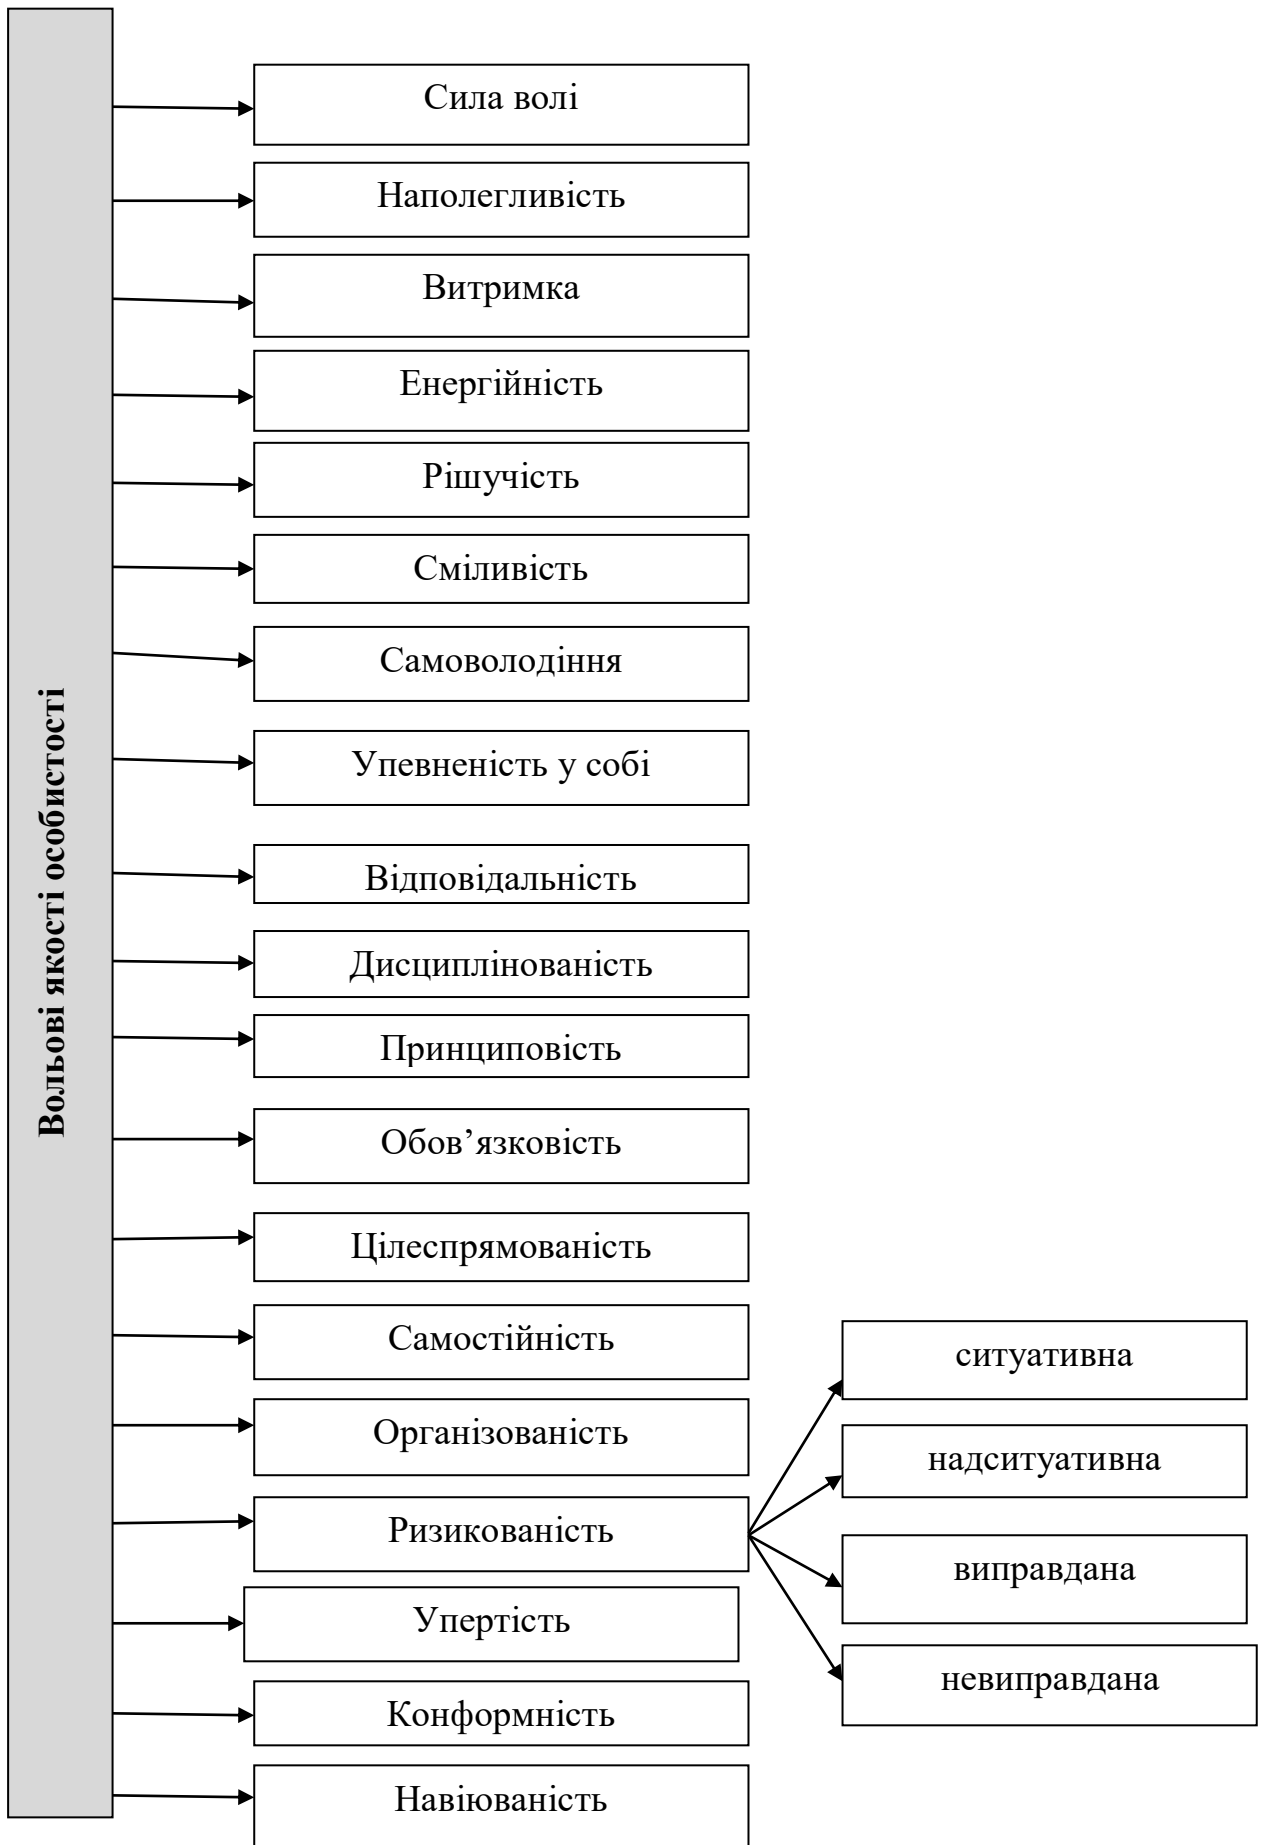 Вольові якості особистості
Сила волі
Наполегливість
Витримка
Енергійність
Рішучість
Сміливість
Самоволодіння
Упевненість у собі
Відповідальність
Дисциплінованість
Принциповість
Обов’язковість
Цілеспрямованість
Самостійність
Організованість
Ризикованість
ситуативна
надситуативна
виправдана
невиправдана
Упертість
Конформність
Навіюваність